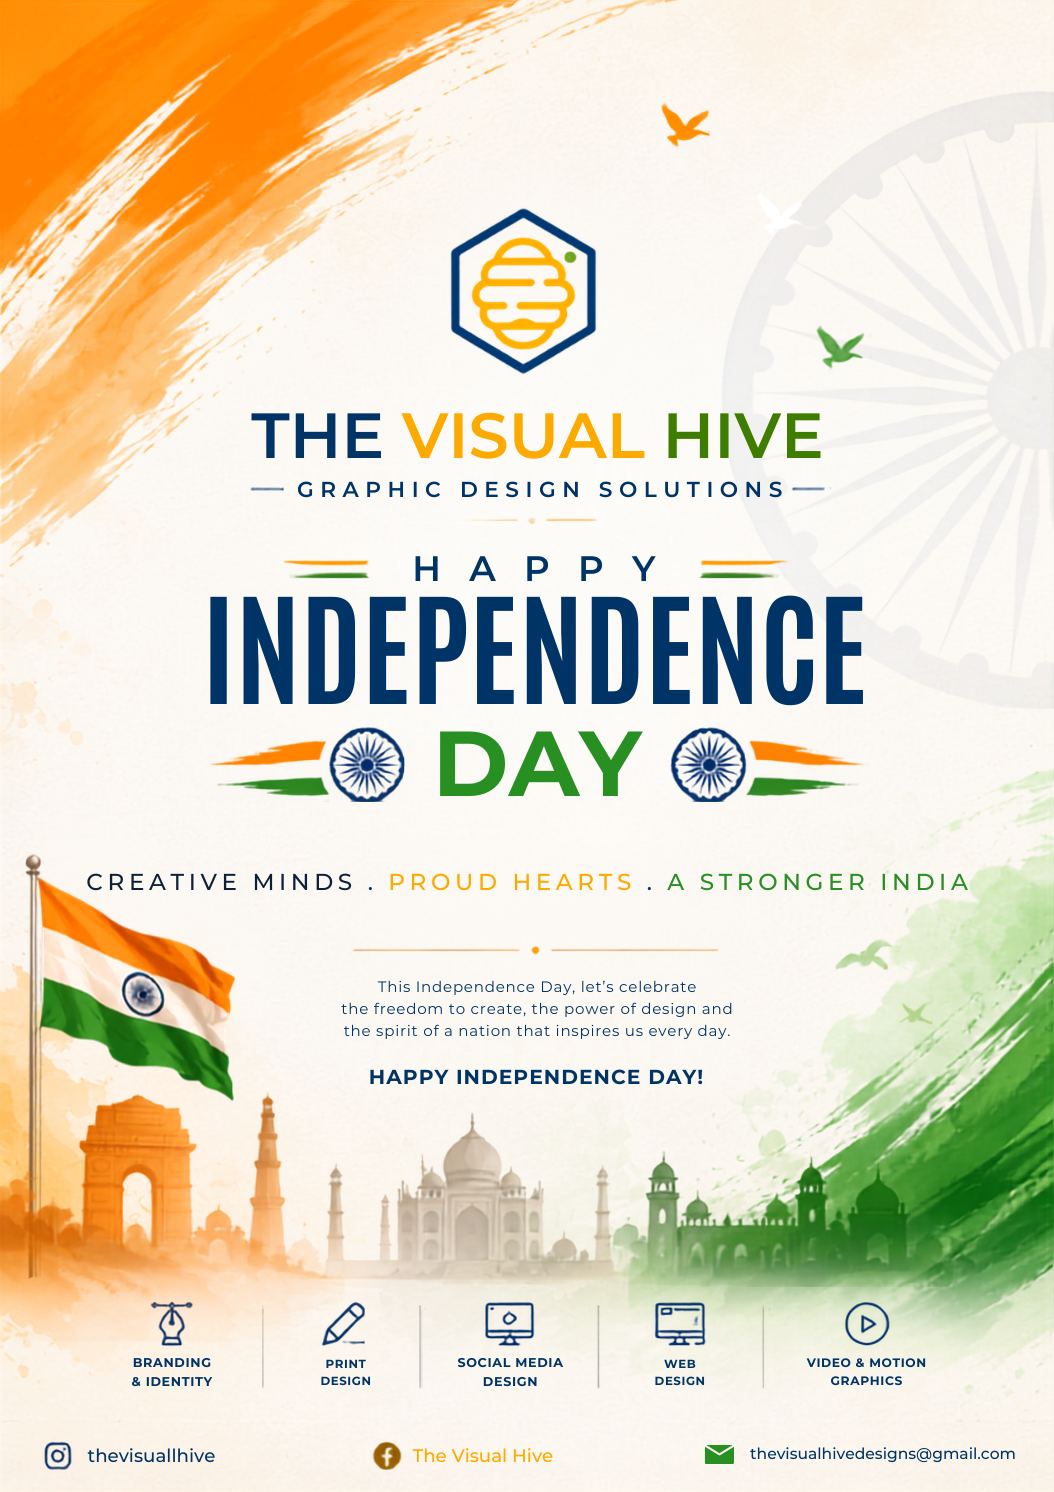 THE VISUAL HIVE
GRAPHIC DESIGN SOLUTIONS
HAPPY
INDEPENDENCE
DAY
CREATIVE MINDS . PROUD HEARTS . A STRONGER INDIA
This Independence Day, let's celebrate
the freedom to create, the power of design and
the spirit of a nation that inspires us every day.
HAPPY INDEPENDENCE DAY!
BRANDING
& IDENTITY
PRINT
DESIGN
SOCIAL MEDIA
DESIGN
WEB
DESIGN
VIDEO & MOTION
GRAPHICS
thevisuallhive
The Visual Hive
thevisualhivedesigns@gmail.com